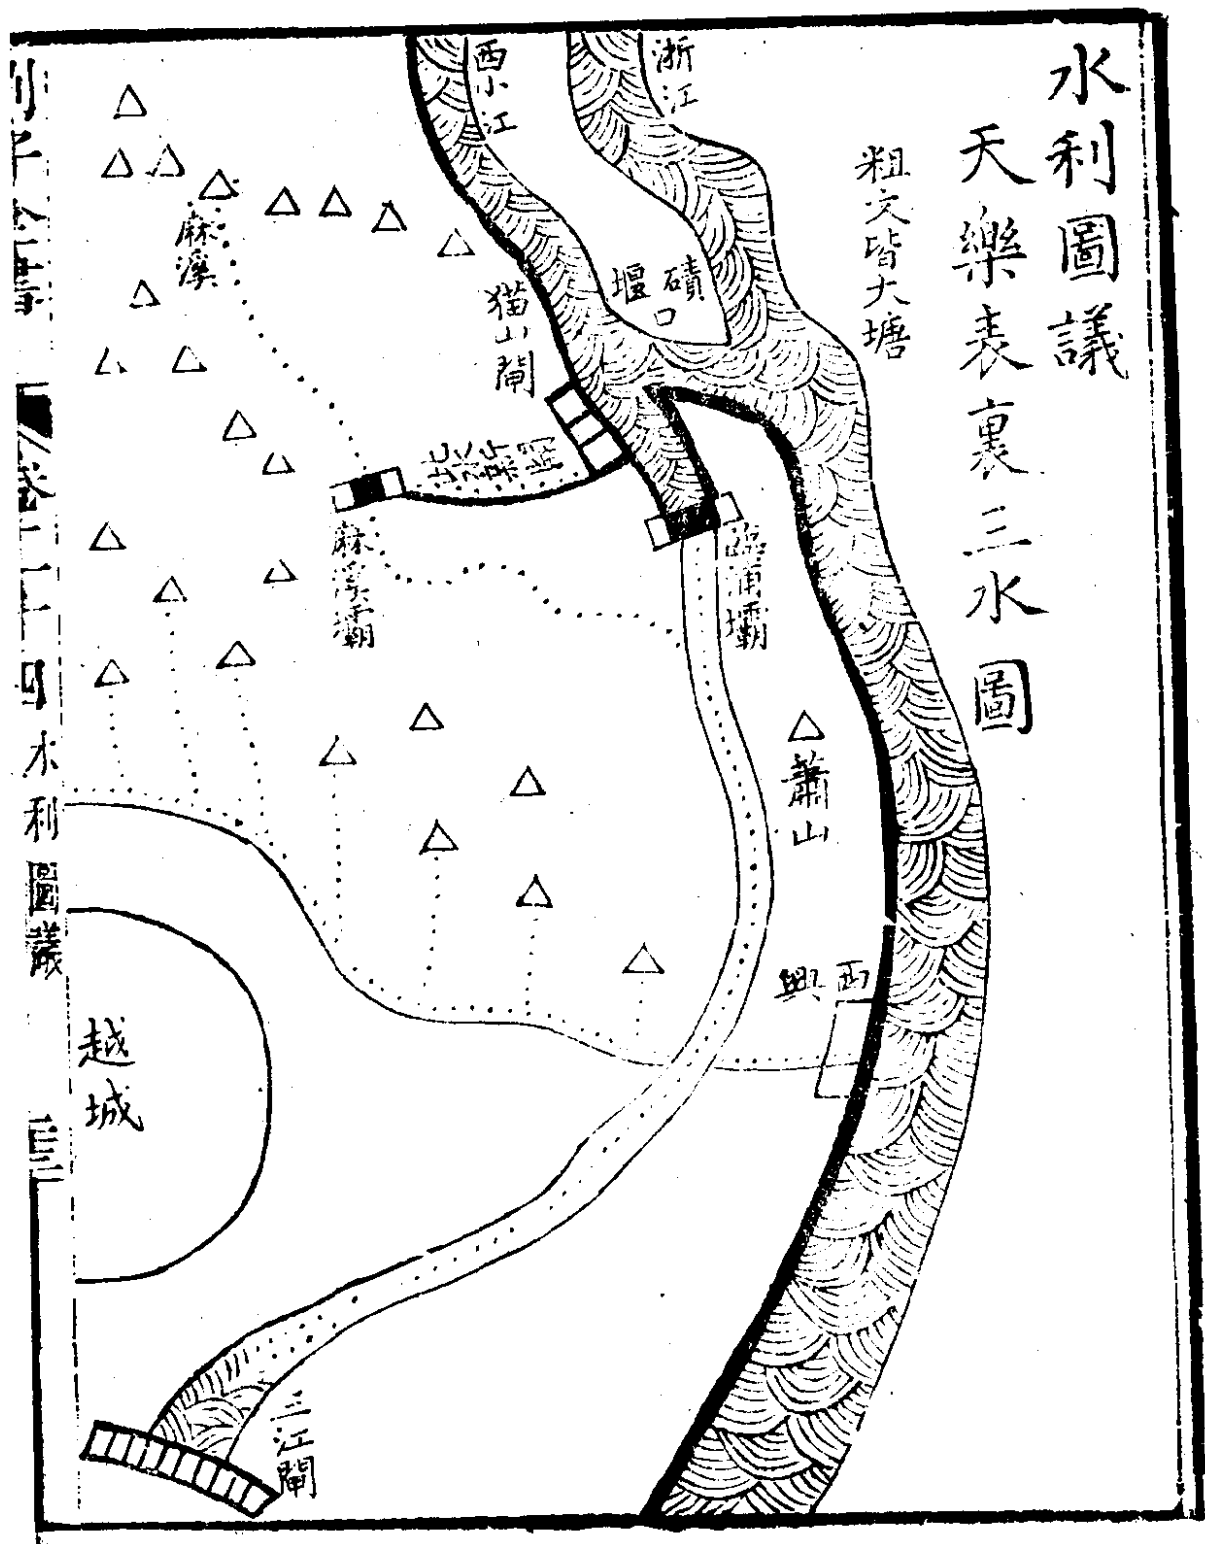 水利圖議
天樂表裏三水圖
粗文皆大塘
浙江
西小江
磧口
堰
猫山閘
麻溪
麻溪壩
臨浦壩
蕭山
西興
越城
三江閘
水利圖議